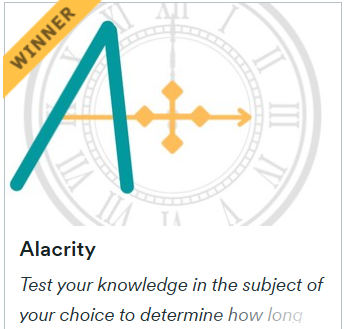 WINNER
Alacrity
Test your knowledge in the subject of
your choice to determine how long